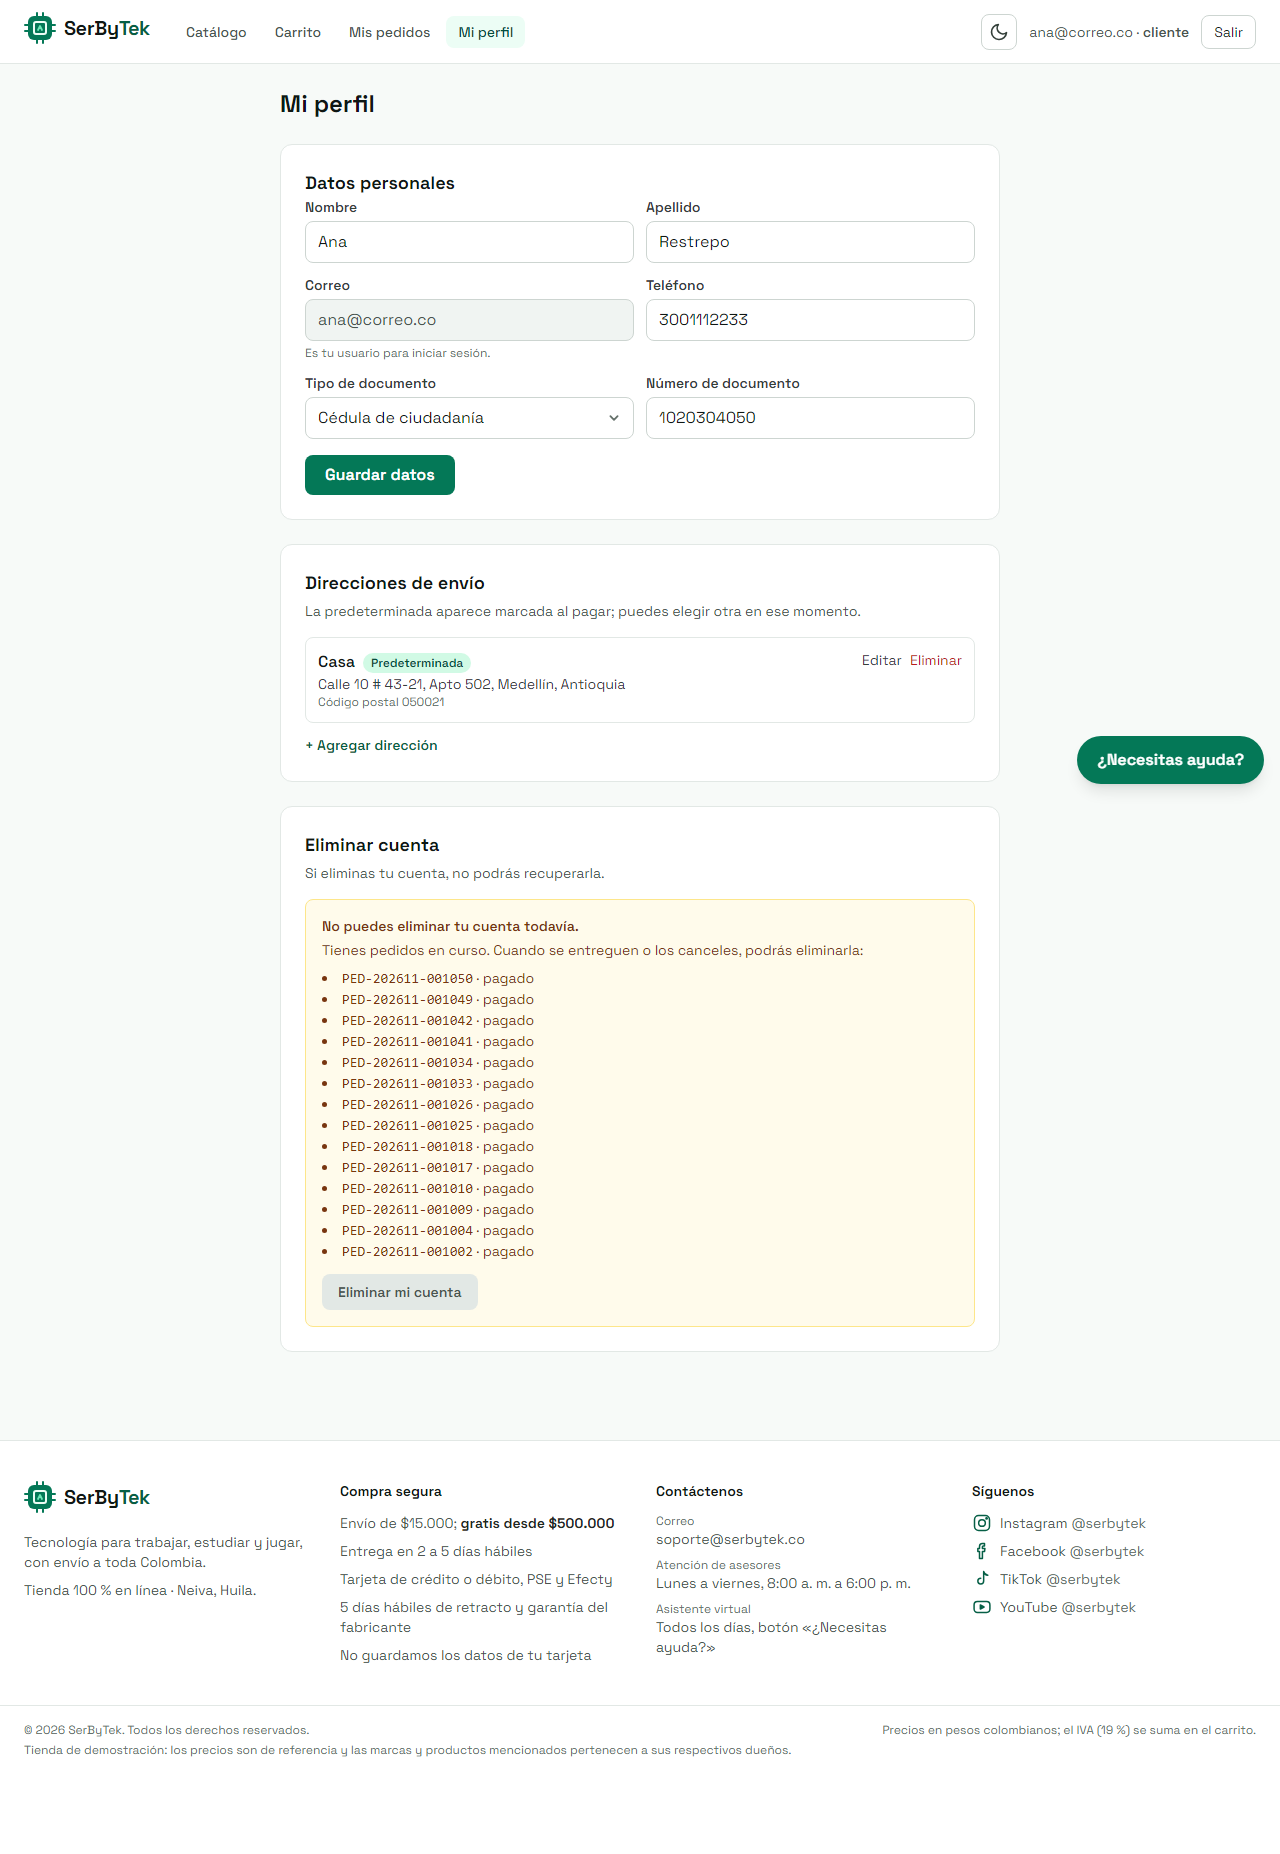 SerByTek Catálogo Carrito Mis pedidos Mi perfil ana@correo.co · cliente Salir
Mi perfil
Datos personales
Nombre Apellido
Ana Restrepo
Correo Teléfono
ana@correo.co 3001112233
Es tu usuario para iniciar sesión.
Tipo de documento Número de documento
Cédula de ciudadanía 1020304050
Guardar datos
Direcciones de envío
La predeterminada aparece marcada al pagar; puedes elegir otra en ese momento.
Casa Predeterminada Editar Eliminar
Calle 10 # 43-21, Apto 502, Medellín, Antioquia
Código postal 050021
+ Agregar dirección
¿Necesitas ayuda?
Eliminar cuenta
Si eliminas tu cuenta, no podrás recuperarla.
No puedes eliminar tu cuenta todavía.
Tienes pedidos en curso. Cuando se entreguen o los canceles, podrás eliminarla:
• PED-202611-001050 · pagado
• PED-202611-001049 · pagado
• PED-202611-001042 · pagado
• PED-202611-001041 · pagado
• PED-202611-001034 · pagado
• PED-202611-001033 · pagado
• PED-202611-001026 · pagado
• PED-202611-001025 · pagado
• PED-202611-001018 · pagado
• PED-202611-001017 · pagado
• PED-202611-001010 · pagado
• PED-202611-001009 · pagado
• PED-202611-001004 · pagado
• PED-202611-001002 · pagado
Eliminar mi cuenta
SerByTek
Tecnología para trabajar, estudiar y jugar,
con envío a toda Colombia.
Tienda 100 % en línea · Neiva, Huila.
Compra segura
Envío de $15.000; gratis desde $500.000
Entrega en 2 a 5 días hábiles
Tarjeta de crédito o débito, PSE y Efecty
5 días hábiles de retracto y garantía del
fabricante
No guardamos los datos de tu tarjeta
Contáctenos
Correo
soporte@serbytek.co
Atención de asesores
Lunes a viernes, 8:00 a. m. a 6:00 p. m.
Asistente virtual
Todos los días, botón «¿Necesitas
ayuda?»
Síguenos
Instagram @serbytek
Facebook @serbytek
TikTok @serbytek
YouTube @serbytek
© 2026 SerByTek. Todos los derechos reservados. Precios en pesos colombianos; el IVA (19 %) se suma en el carrito.
Tienda de demostración: los precios son de referencia y las marcas y productos mencionados pertenecen a sus respectivos dueños.